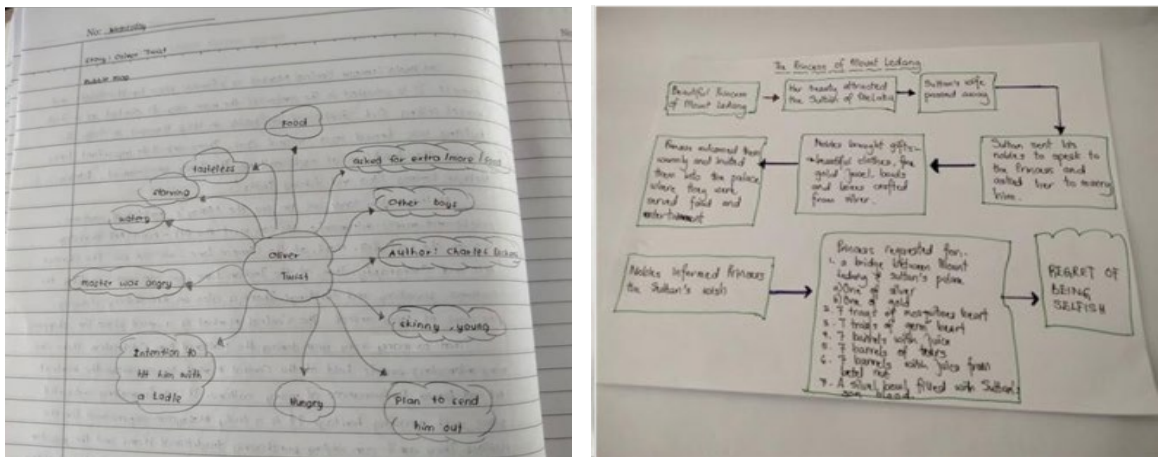 No:
No
Story: Oliver Twist
Bubble Map
Food
tasteless
starving
watery
master was angry
Intention to
hit him with
a ladle
Hungry
Plan to send
him out
skinny, young
Author: Charles
Other boys
asked for extra/more/food
Oliver
Twist
The Princess of Mount Ledang
Beautiful Princess
of Mount Ledang
Her beauty attracted
the Sultan of Melaka
Sultan's wife
passed away
Sultan sent his
nobles to speak to
the Princess and
asked her to marry
him.
Nobles brought gifts-
beautiful clothes, fine
gold jewel, bowls
and boxes crafted
from silver.
Princess welcomed them
warmly and invited
them into the palace
where they were
served food and
entertainment
Nobles informed Princess
the Sultan's wish
Princess requested for..
1. a bridge between Mount
Ledang & Sultan's palace
a) One of silver
b) One of gold
2. 7 trays of mosquitoes heart
3. 7 trays of germ heart
4. 7 barrels with juice
5. 7 barrels of tears
6. 7 barrels with juice from
betel nut
7. A silver bowl filled with Sultan's
son blood.
REGRET OF
BEING
SELFISH